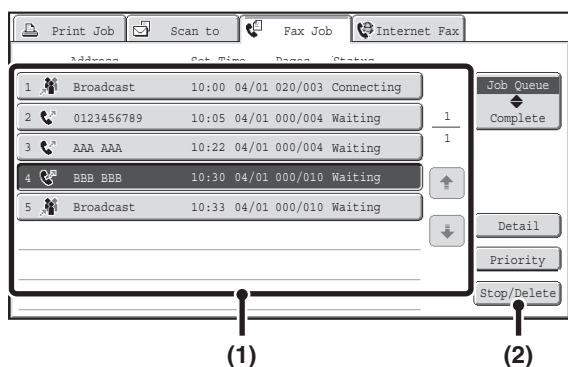 Print Job Scan to Fax Job Internet Fax
Address Set Time Pages Status
1 Broadcast 10:00 04/01 020/003 Connecting
2 0123456789 10:05 04/01 000/004 Waiting
3 AAA AAA 10:22 04/01 000/004 Waiting
4 BBB BBB 10:30 04/01 000/010 Waiting
5 Broadcast 10:33 04/01 000/010 Waiting
1
1
Job Queue
Complete
Detail
Priority
Stop/Delete
(1) (2)